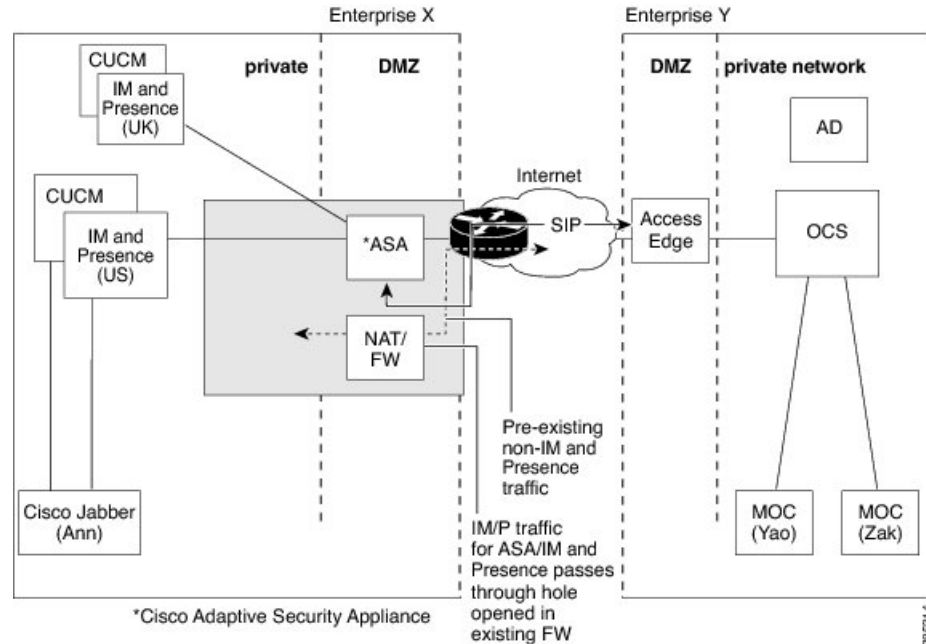 Enterprise X
Enterprise Y
private
DMZ
DMZ
private network
CUCM
IM and
Presence
(UK)
CUCM
IM and
Presence
(US)
*ASA
NAT/
FW
Internet
SIP
Access
Edge
AD
OCS
Pre-existing
non-IM and
Presence
traffic
IM/P traffic
for ASA/IM and
Presence passes
through hole
opened in
existing FW
Cisco Jabber
(Ann)
MOC
(Yao)
MOC
(Zak)
*Cisco Adaptive Security Appliance